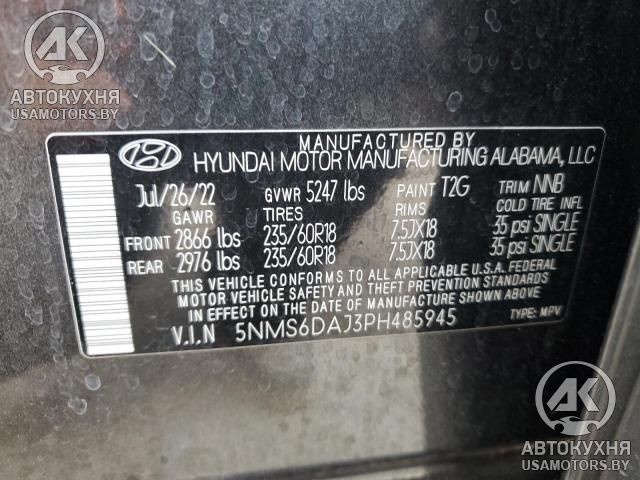 AK
АВТОКУХНЯ
USAMOTORS.BY
MANUFACTURED BY
HYUNDAI MOTOR MANUFACTURING ALABAMA, LLC
Jul/26/22 GVWR 5247 lbs PAINT T2G TRIM NNB
GAWR TIRES RIMS COLD TIRE INFL
FRONT 2866 lbs 235/60R18 7.5JX18 35 psi SINGLE
REAR 2976 lbs 235/60R18 7.5JX18 35 psi SINGLE
THIS VEHICLE CONFORMS TO ALL APPLICABLE U.S.A. FEDERAL
MOTOR VEHICLE SAFETY AND THEFT PREVENTION STANDARDS
IN EFFECT ON THE DATE OF MANUFACTURE SHOWN ABOVE.
V.I.N 5NMS6DAJ3PH485945 TYPE: MPV
AK
АВТОКУХНЯ
USAMOTORS.BY